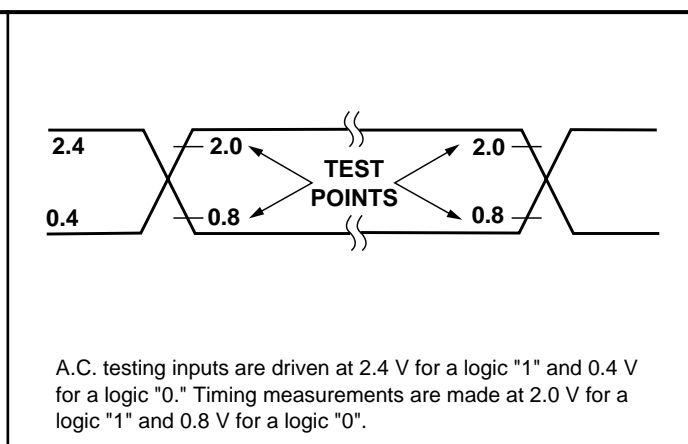 2.4
2.0
TEST
POINTS
2.0
0.4
0.8
0.8
A.C. testing inputs are driven at 2.4 V for a logic "1" and 0.4 V
for a logic "0." Timing measurements are made at 2.0 V for a
logic "1" and 0.8 V for a logic "0".